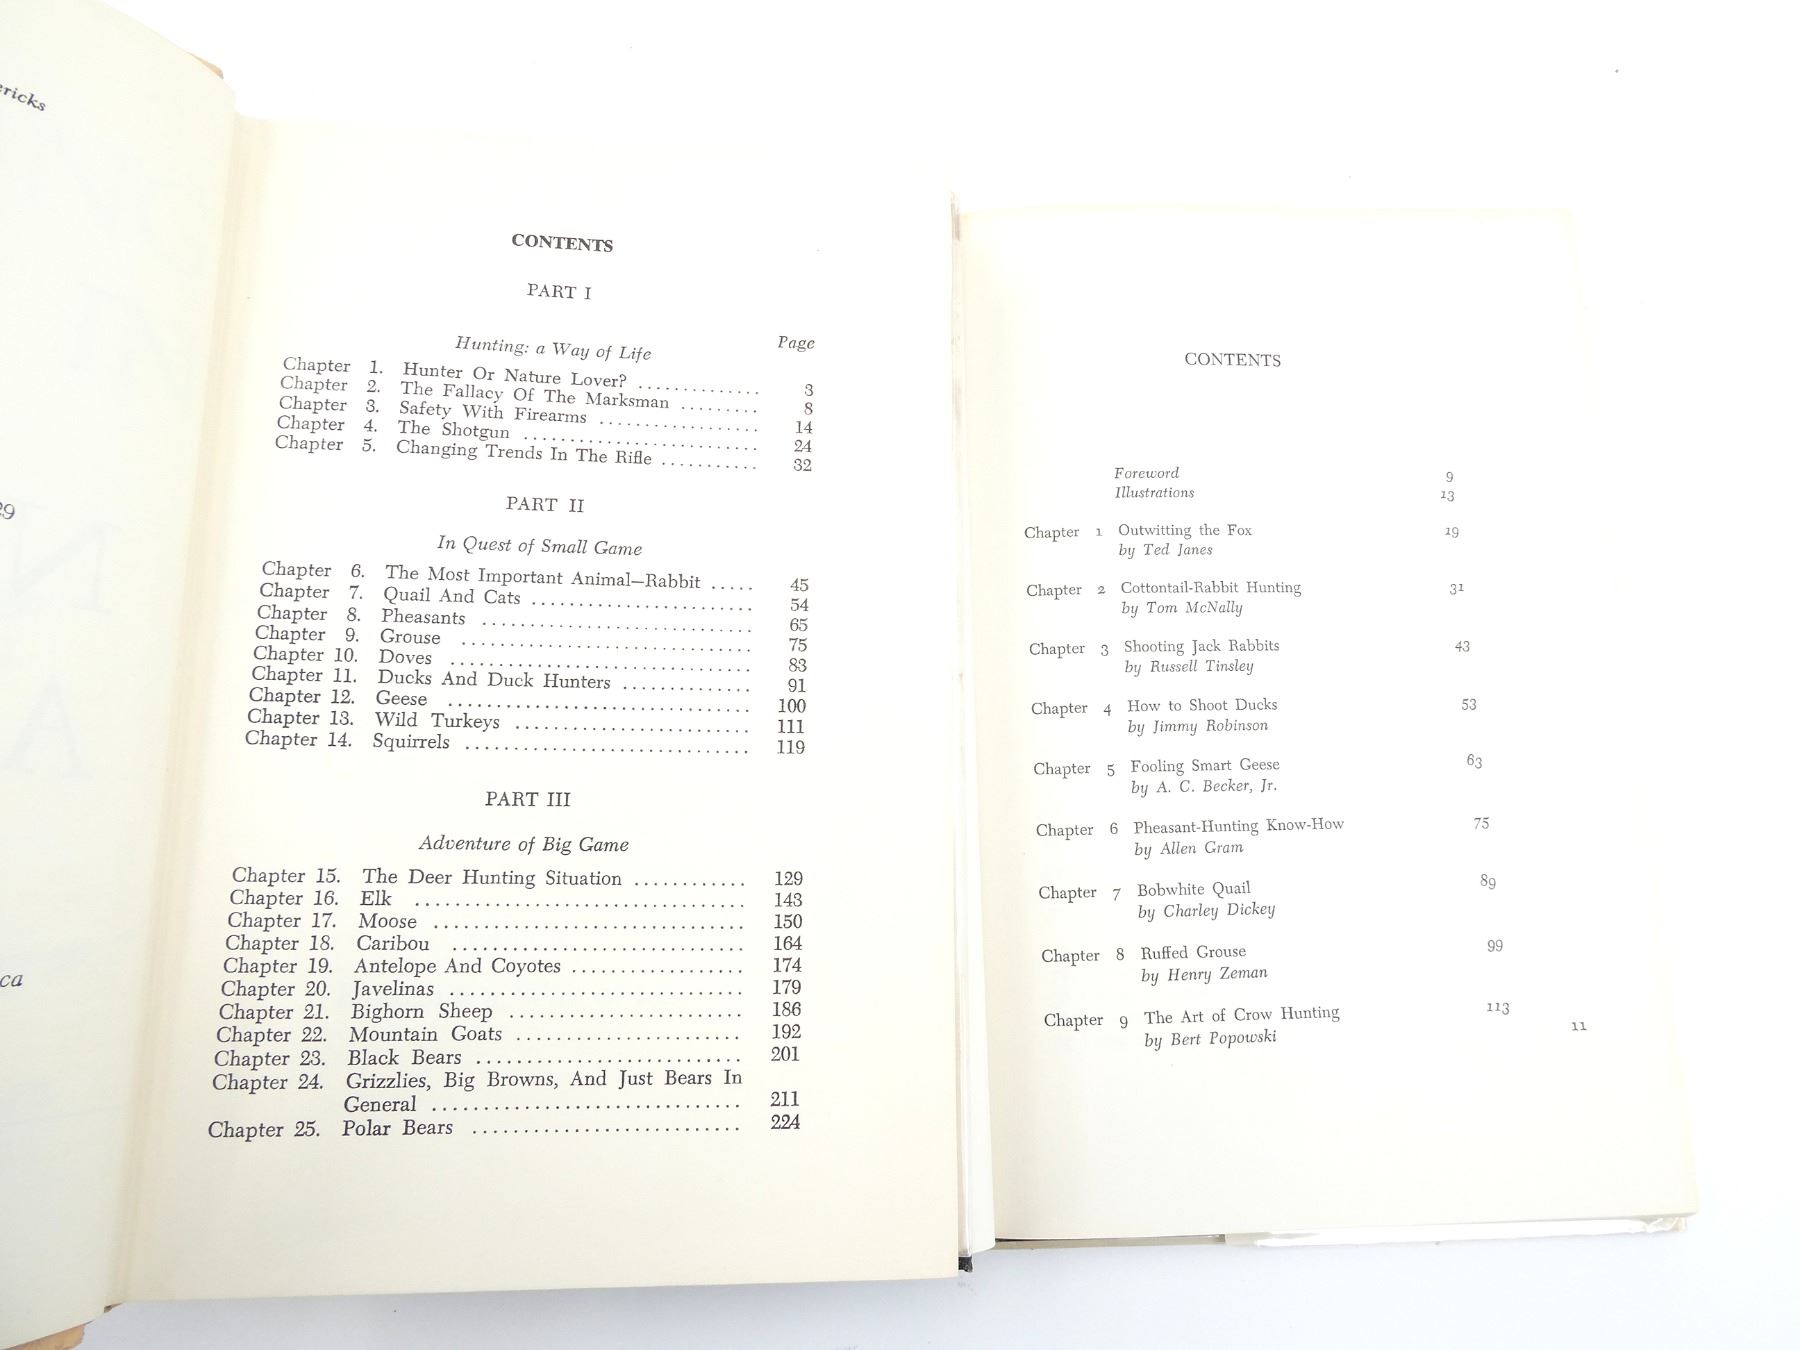 ericks
29
ca
CONTENTS
PART I
Hunting: a Way of Life Page
Chapter 1. Hunter Or Nature Lover? .............. 3
Chapter 2. The Fallacy Of The Marksman ......... 8
Chapter 3. Safety With Firearms .................. 14
Chapter 4. The Shotgun ........................... 24
Chapter 5. Changing Trends In The Rifle ........... 32
PART II
In Quest of Small Game
Chapter 6. The Most Important Animal—Rabbit ..... 45
Chapter 7. Quail And Cats .......................... 54
Chapter 8. Pheasants ................................ 65
Chapter 9. Grouse .................................. 75
Chapter 10. Doves ................................... 83
Chapter 11. Ducks And Duck Hunters ............... 91
Chapter 12. Geese ................................... 100
Chapter 13. Wild Turkeys ........................... 111
Chapter 14. Squirrels ................................ 119
PART III
Adventure of Big Game
Chapter 15. The Deer Hunting Situation ............ 129
Chapter 16. Elk ..................................... 143
Chapter 17. Moose ................................... 150
Chapter 18. Caribou ................................. 164
Chapter 19. Antelope And Coyotes .................. 174
Chapter 20. Javelinas ................................ 179
Chapter 21. Bighorn Sheep .......................... 186
Chapter 22. Mountain Goats ........................ 192
Chapter 23. Black Bears ............................. 201
Chapter 24. Grizzlies, Big Browns, And Just Bears In
General ................................ 211
Chapter 25. Polar Bears ............................ 224
CONTENTS
Foreword 9
Illustrations 13
Chapter 1 Outwitting the Fox 19
by Ted Janes
Chapter 2 Cottontail-Rabbit Hunting 31
by Tom McNally
Chapter 3 Shooting Jack Rabbits 43
by Russell Tinsley
Chapter 4 How to Shoot Ducks 53
by Jimmy Robinson
Chapter 5 Fooling Smart Geese 63
by A. C. Becker, Jr.
Chapter 6 Pheasant-Hunting Know-How 75
by Allen Gram
Chapter 7 Bobwhite Quail 89
by Charley Dickey
Chapter 8 Ruffed Grouse 99
by Henry Zeman
Chapter 9 The Art of Crow Hunting 113
by Bert Popowski
11